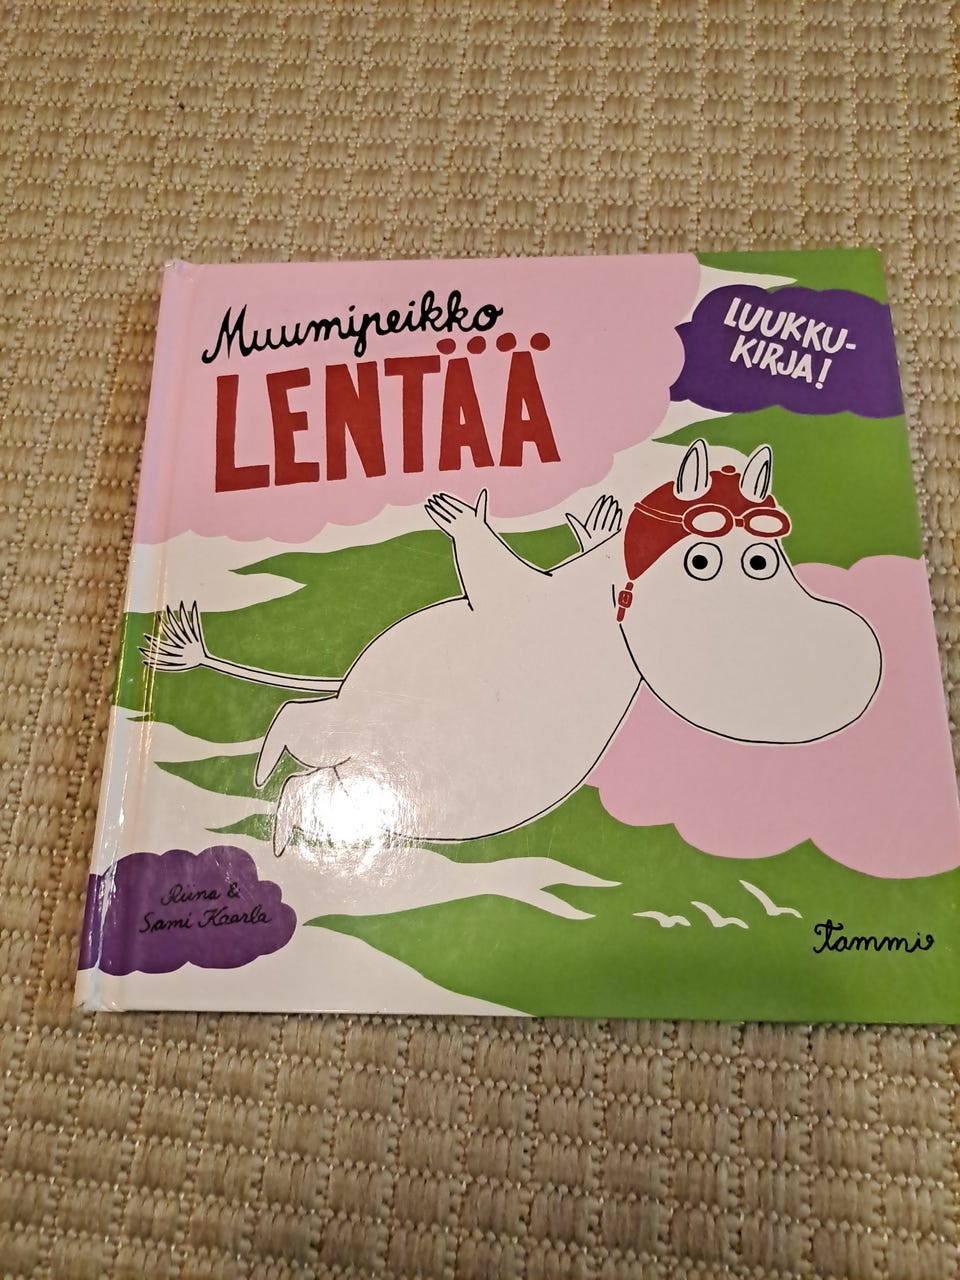 Muumipeikko
LENTÄÄ
LUUKKU-
KIRJA!
Riina &
Sami Kaarla
Tammi